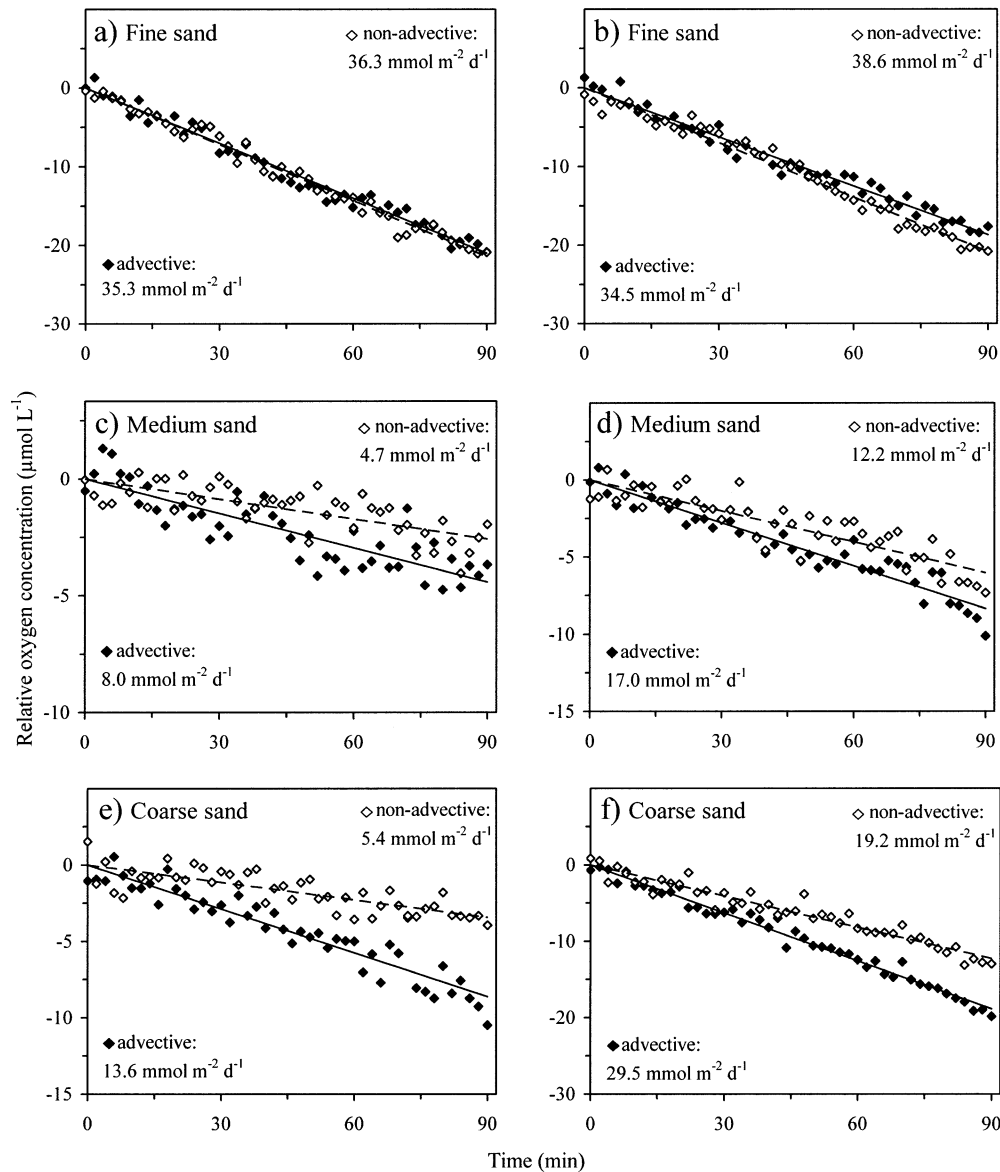 a) Fine sand
non-advective:
36.3 mmol m⁻² d⁻¹
advective:
35.3 mmol m⁻² d⁻¹
0
-10
-20
-30
0 30 60 90
b) Fine sand
non-advective:
38.6 mmol m⁻² d⁻¹
advective:
34.5 mmol m⁻² d⁻¹
0
-10
-20
-30
0 30 60 90
Relative oxygen concentration (µmol L⁻¹)
c) Medium sand
non-advective:
4.7 mmol m⁻² d⁻¹
advective:
8.0 mmol m⁻² d⁻¹
0
-5
-10
0 30 60 90
d) Medium sand
non-advective:
12.2 mmol m⁻² d⁻¹
advective:
17.0 mmol m⁻² d⁻¹
0
-5
-10
-15
0 30 60 90
e) Coarse sand
non-advective:
5.4 mmol m⁻² d⁻¹
advective:
13.6 mmol m⁻² d⁻¹
0
-5
-10
-15
0 30 60 90
f) Coarse sand
non-advective:
19.2 mmol m⁻² d⁻¹
advective:
29.5 mmol m⁻² d⁻¹
0
-10
-20
-30
0 30 60 90
Time (min)